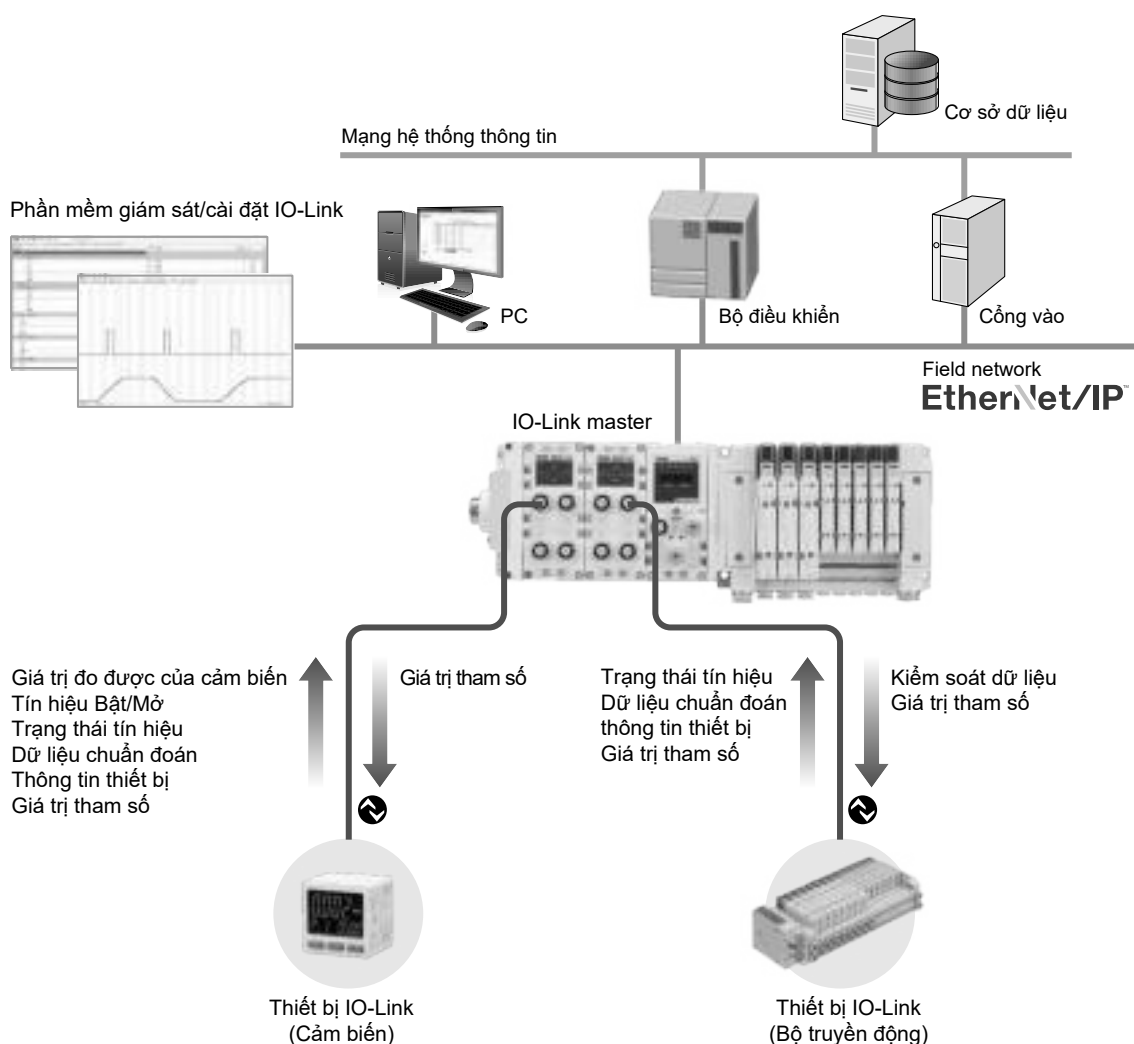 Cơ sở dữ liệu
Mạng hệ thống thông tin
Phần mềm giám sát/cài đặt IO-Link
PC
Bộ điều khiển
Cổng vào
Field network
EtherNet/IP™
IO-Link master
Giá trị đo được của cảm biến
Tín hiệu Bật/Mở
Trạng thái tín hiệu
Dữ liệu chuẩn đoán
Thông tin thiết bị
Giá trị tham số
Giá trị tham số
Trạng thái tín hiệu
Dữ liệu chuẩn đoán
thông tin thiết bị
Giá trị tham số
Kiểm soát dữ liệu
Giá trị tham số
Thiết bị IO-Link
(Cảm biến)
Thiết bị IO-Link
(Bộ truyền động)